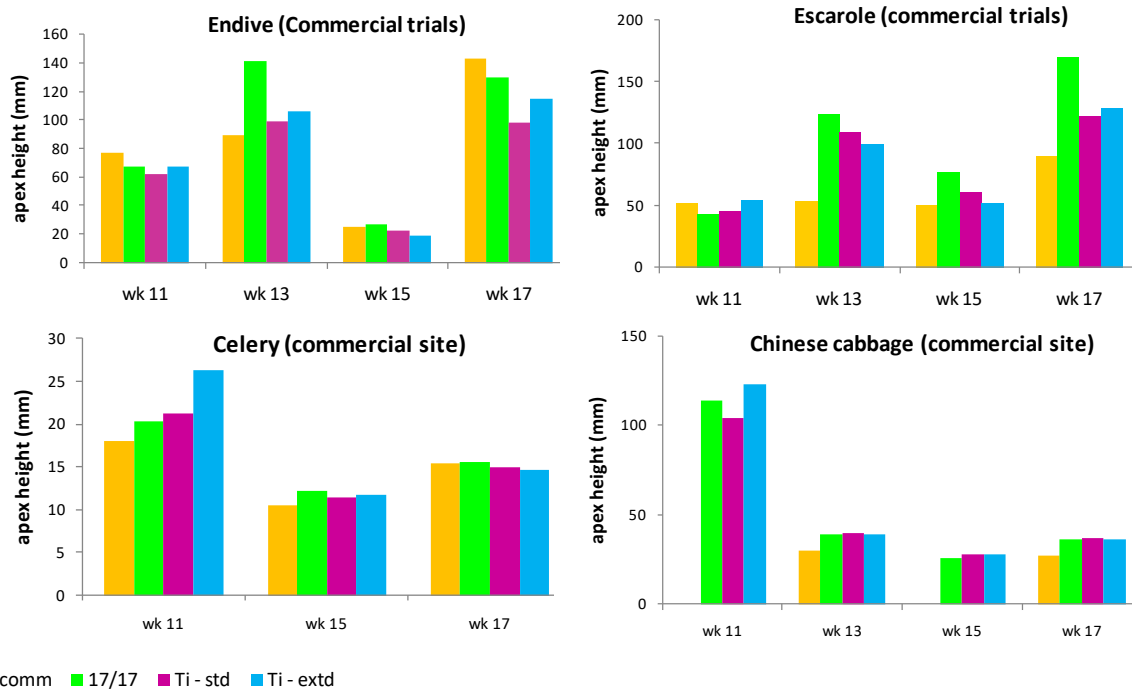 Endive (Commercial trials)
apex height (mm)
160
140
120
100
80
60
40
20
0
wk 11 wk 13 wk 15 wk 17
Escarole (commercial trials)
apex height (mm)
200
150
100
50
0
wk 11 wk 13 wk 15 wk 17
Celery (commercial site)
apex height (mm)
30
25
20
15
10
5
0
wk 11 wk 15 wk 17
Chinese cabbage (commercial site)
apex height (mm)
150
100
50
0
wk 11 wk 13 wk 15 wk 17
comm 17/17 Ti - std Ti - extd